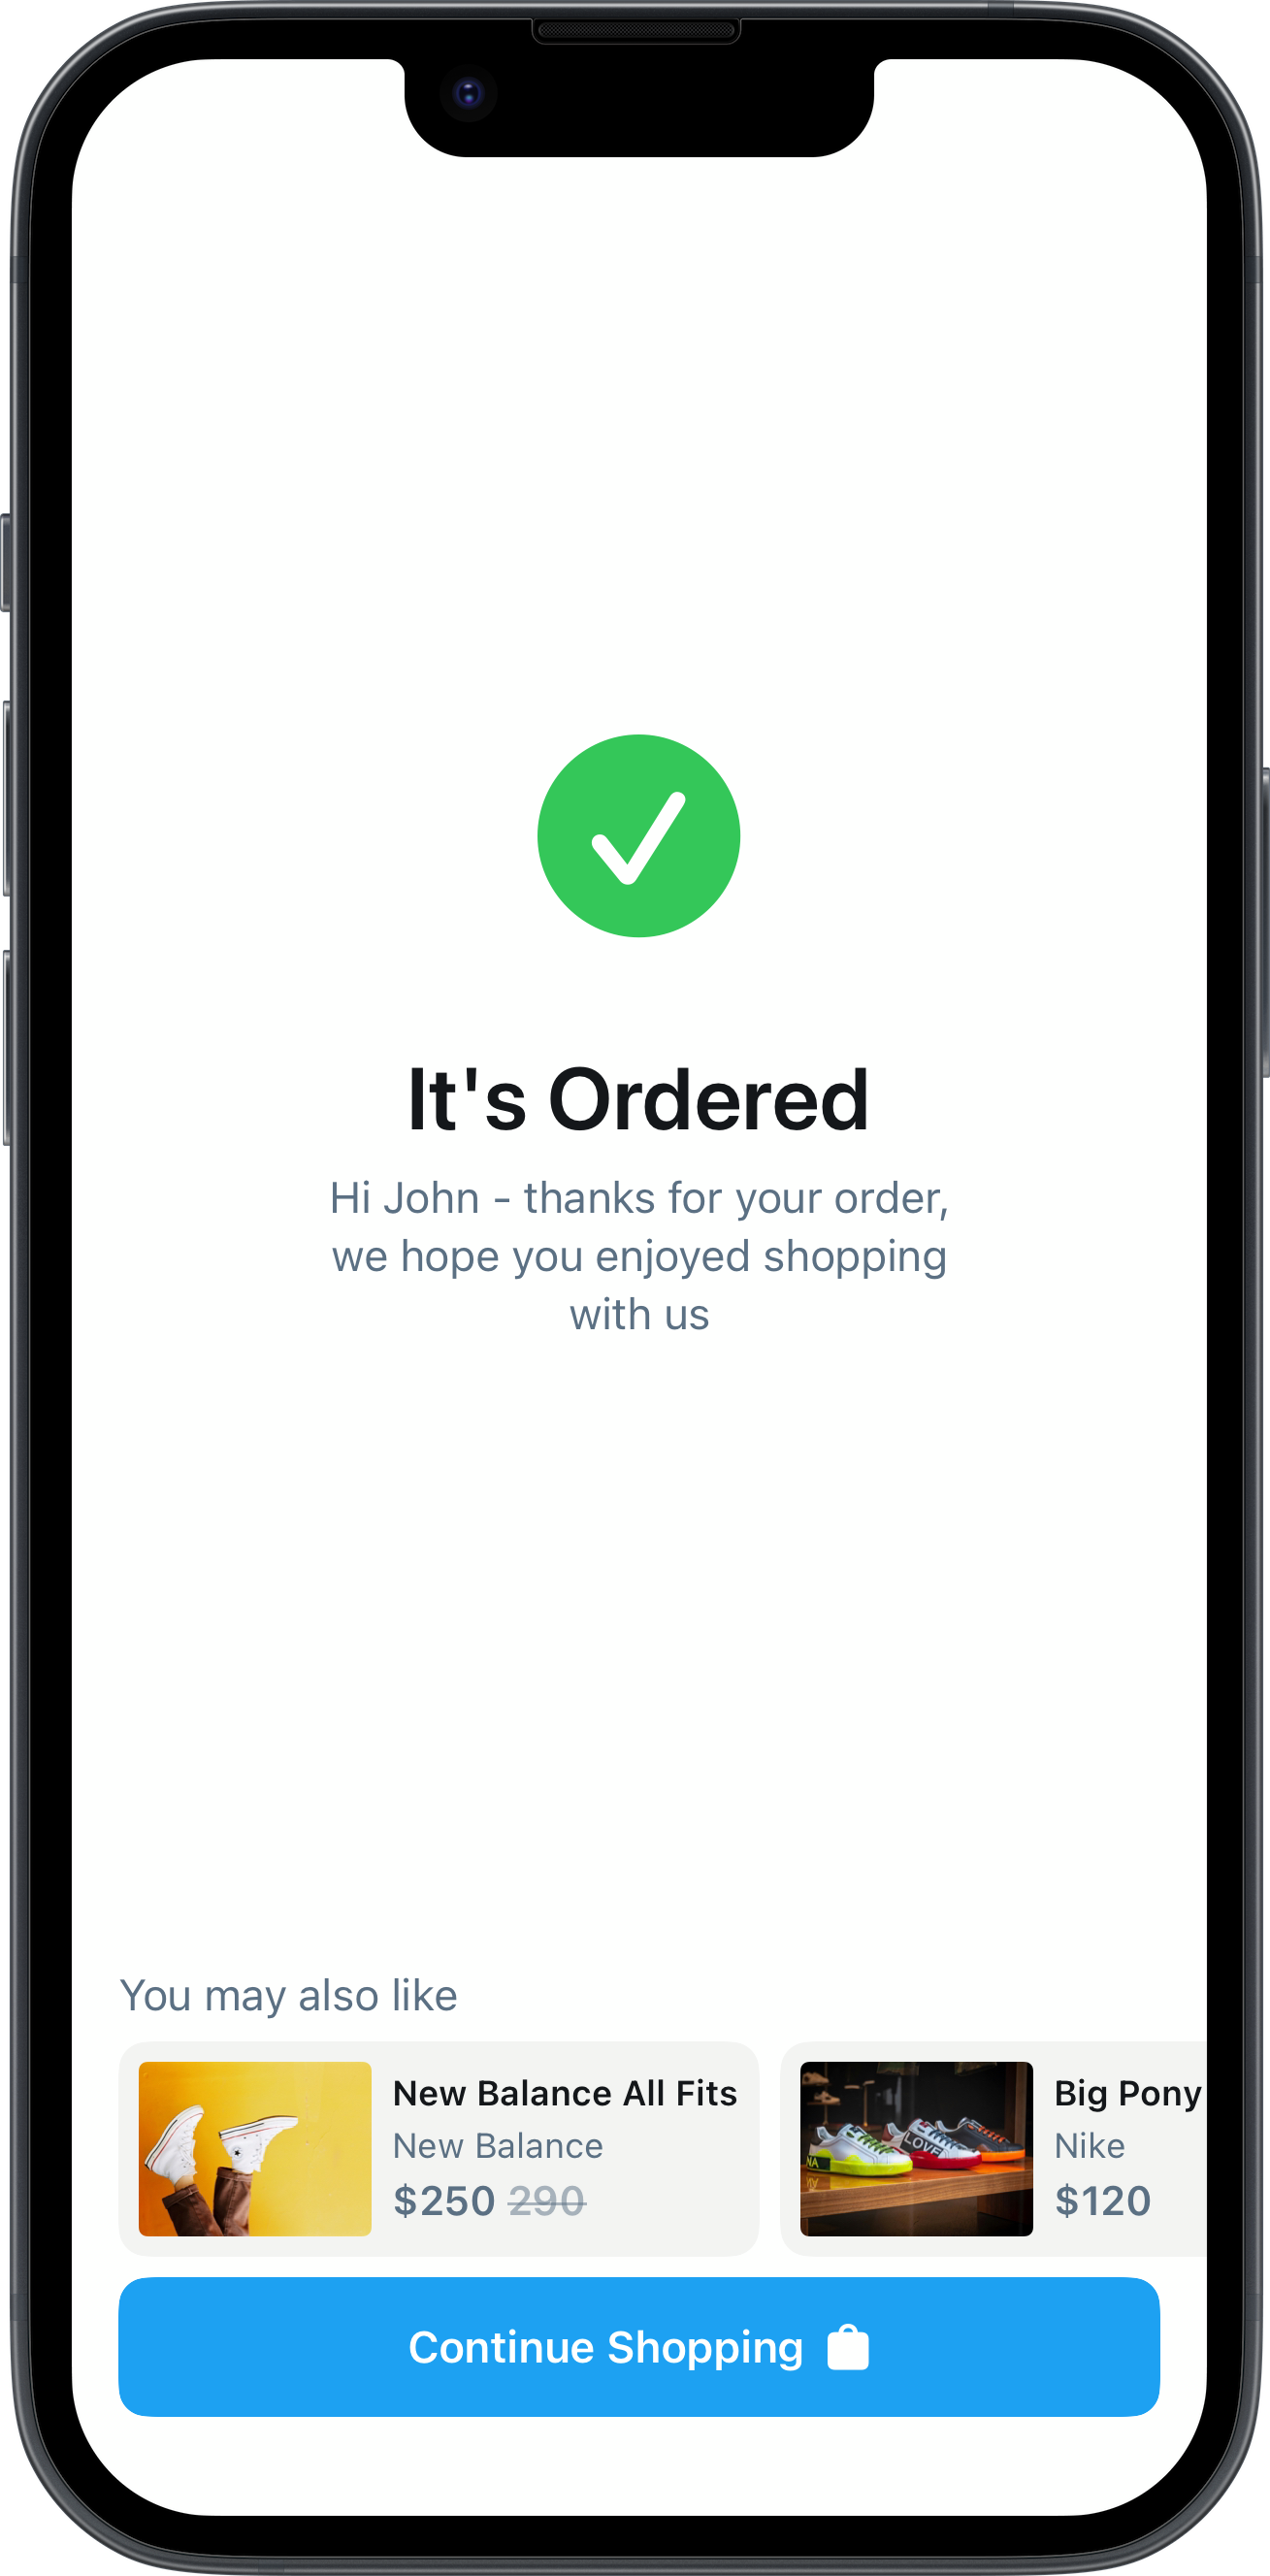 It's Ordered
Hi John - thanks for your order,
we hope you enjoyed shopping
with us
You may also like
New Balance All Fits
New Balance
$250 290
LOVE
Big Pony
Nike
$120
Continue Shopping